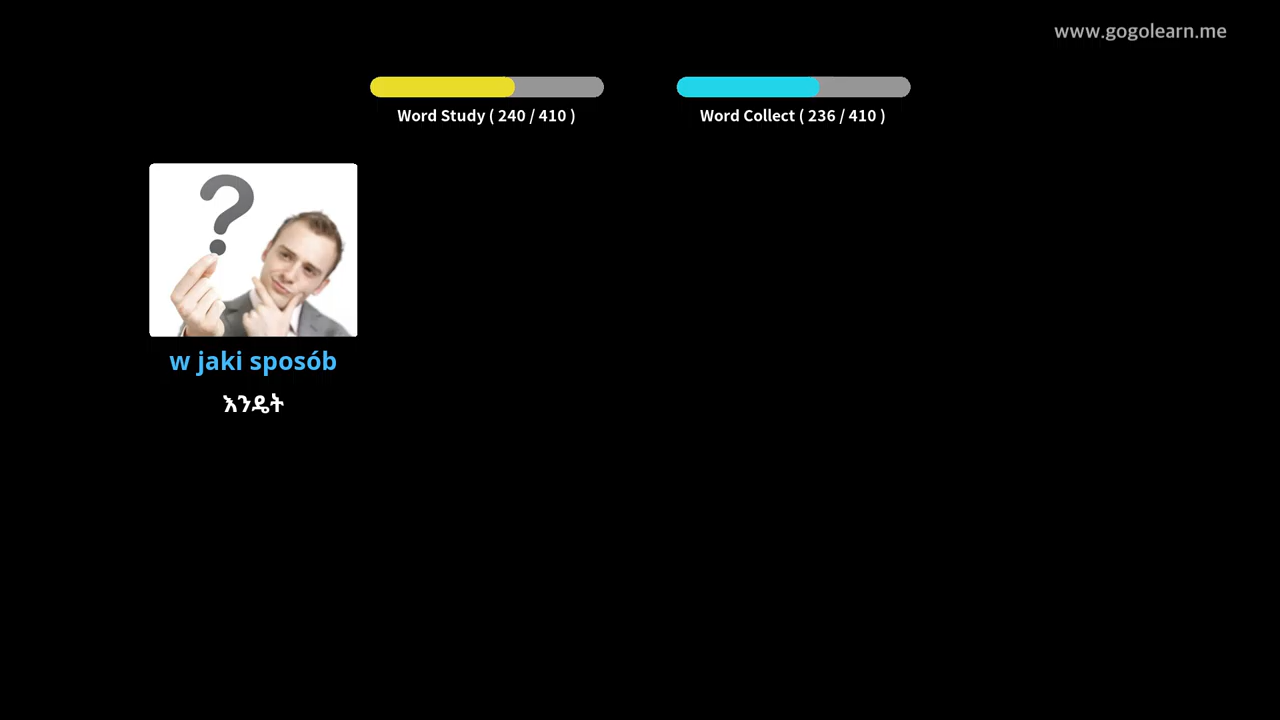 www.gogolearn.me
Word Study ( 240 / 410 )
Word Collect ( 236 / 410 )
?
w jaki sposób
እንዴት